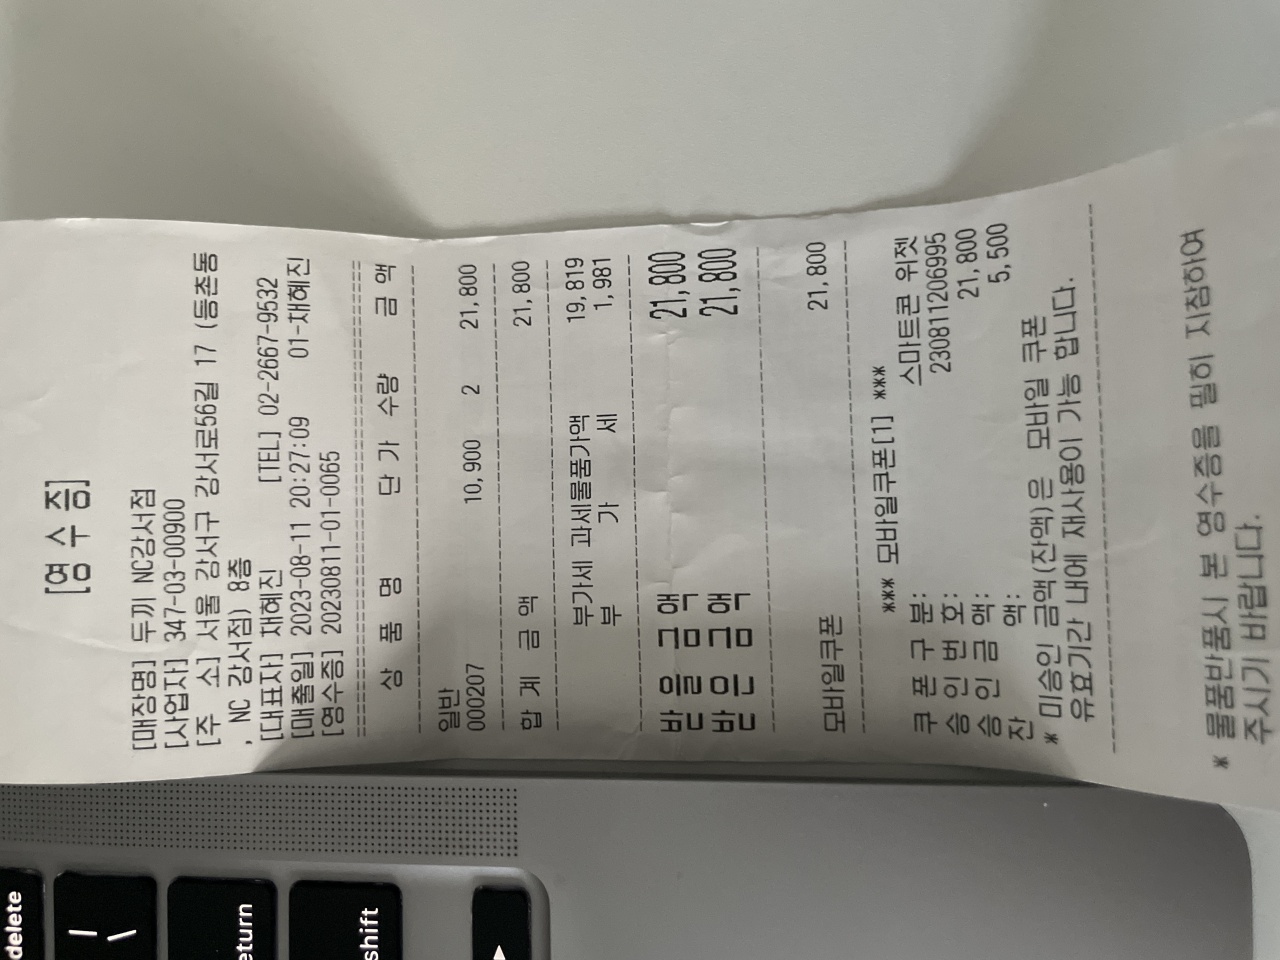 [영 수 증]
[매장명] 두끼 NC강서점
[사업자] 347-03-00900
[주 소] 서울 강서구 강서로56길 17 (등촌동
, NC 강서점) 8층
[대표자] 채혜진 [TEL] 02-2667-9532
[매출일] 2023-08-11 20:27:09 01-채혜진
[영수증] 20230811-01-0065
상 품 명 단 가 수량 금 액
일반
000207 10,900 2 21,800
합 계 금 액 21,800
부가세 과세물품가액 19,819
부 가 세 1,981
받 을 금 액 21,800
받 은 금 액 21,800
모바일쿠폰 21,800
*** 모바일쿠폰[1] ***
쿠 폰 구 분: 스마트콘 위젯
승 인 번 호: 230811206995
승 인 금 액: 21,800
잔 액: 5,500
* 미승인 금액(잔액)은 모바일 쿠폰
유효기간 내에 재사용이 가능 합니다.
* 물품반품시 본 영수증을 필히 지참하여
주시기 바랍니다.
delete
| \
eturn
shift